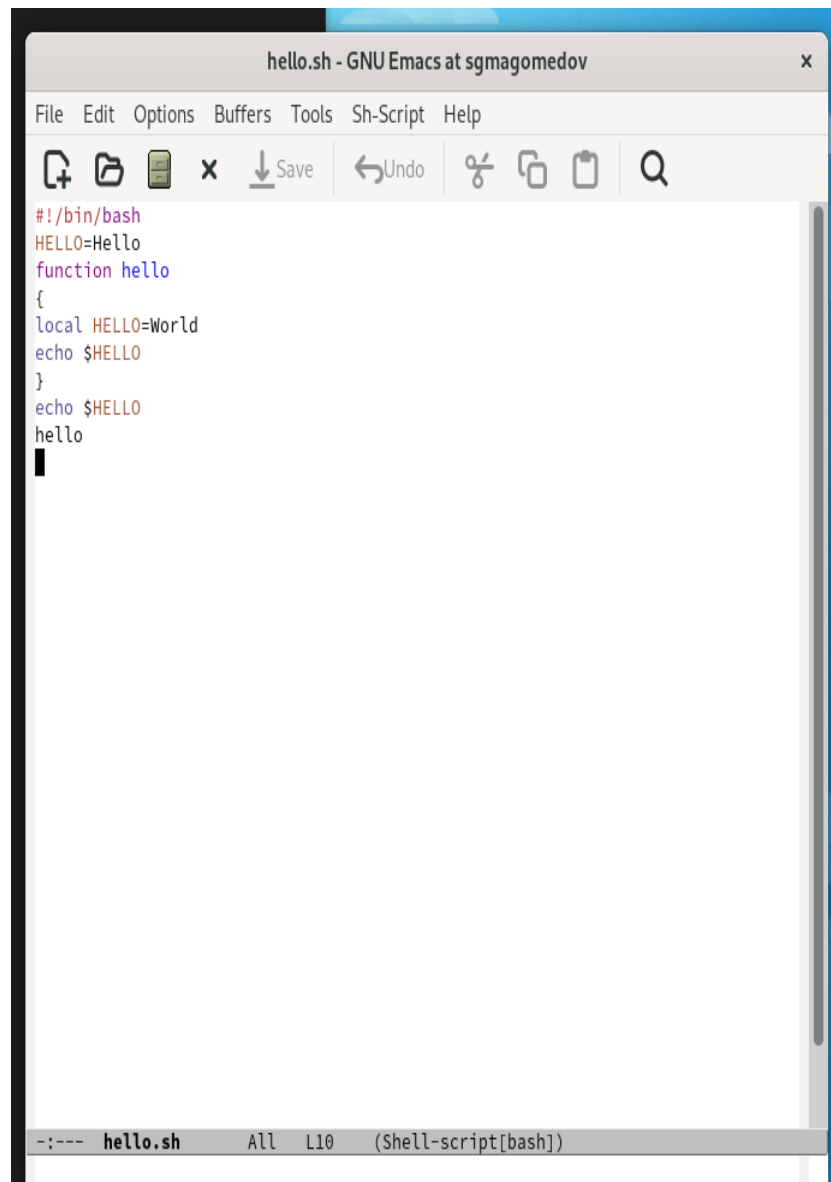 hello.sh - GNU Emacs at sgmagomedov x
File Edit Options Buffers Tools Sh-Script Help
Save Undo
#!/bin/bash
HELLO=Hello
function hello
{
local HELLO=World
echo $HELLO
}
echo $HELLO
hello
-:--- hello.sh All L10 (Shell-script[bash])